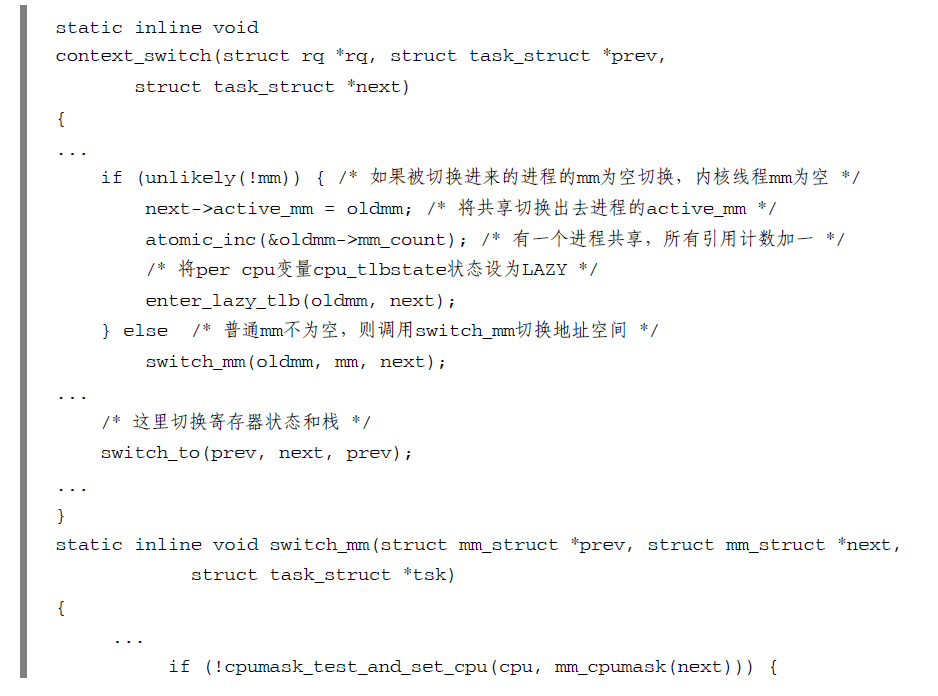 static inline void
context_switch(struct rq *rq, struct task_struct *prev,
struct task_struct *next)
{
...
if (unlikely(!mm)) { /* 如果被切换进来的进程的mm为空切换，内核线程mm为空 */
next->active_mm = oldmm; /* 将共享切换出去进程的active_mm */
atomic_inc(&oldmm->mm_count); /* 有一个进程共享，所有引用计数加一 */
/* 将per cpu变量cpu_tlbstate状态设为LAZY */
enter_lazy_tlb(oldmm, next);
} else /* 普通mm不为空，则调用switch_mm切换地址空间 */
switch_mm(oldmm, mm, next);
...
/* 这里切换寄存器状态和栈 */
switch_to(prev, next, prev);
...
}
static inline void switch_mm(struct mm_struct *prev, struct mm_struct *next,
struct task_struct *tsk)
{
...
if (!cpumask_test_and_set_cpu(cpu, mm_cpumask(next))) {